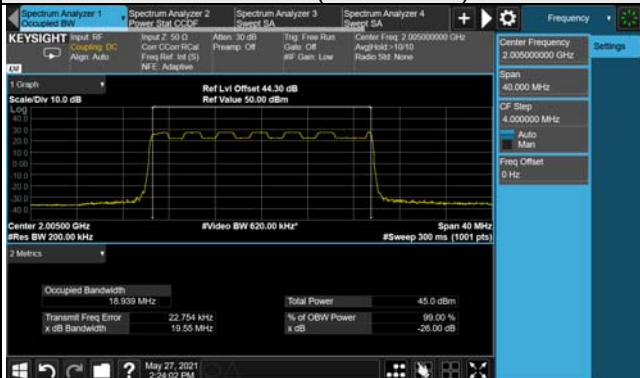 Spectrum Analyzer 1
Occupied BW
Spectrum Analyzer 2
Power Stat CCDF
Spectrum Analyzer 3
Swept SA
Spectrum Analyzer 4
Swept SA
Frequency
KEYSIGHT
Input: RF
Coupling: DC
Align: Auto
Input Z: 50 Ω
Corr CCorr RCal
Freq Ref: Int (S)
NFE: Adaptive
Atten: 30 dB
Preamp: Off
Trig: Free Run
Gate: Off
#IF Gain: Low
Center Freq: 2.005000000 GHz
Avg|Hold:>10/10
Radio Std: None
Center Frequency
2.005000000 GHz
Settings
Span
40.000 MHz
CF Step
4.000000 MHz
Auto
Man
Freq Offset
0 Hz
1 Graph
Scale/Div 10.0 dB
Ref Lvl Offset 44.30 dB
Ref Value 50.00 dBm
Log
40.0
30.0
20.0
10.0
0.00
-10.0
-20.0
-30.0
-40.0
Center 2.00500 GHz
#Res BW 200.00 kHz
#Video BW 620.00 kHz*
Span 40 MHz
#Sweep 300 ms (1001 pts)
2 Metrics
Occupied Bandwidth
18.939 MHz
Total Power 45.0 dBm
Transmit Freq Error 22.754 kHz
% of OBW Power 99.00 %
x dB Bandwidth 19.55 MHz
x dB -26.00 dB
May 27, 2021
2:24:02 PM